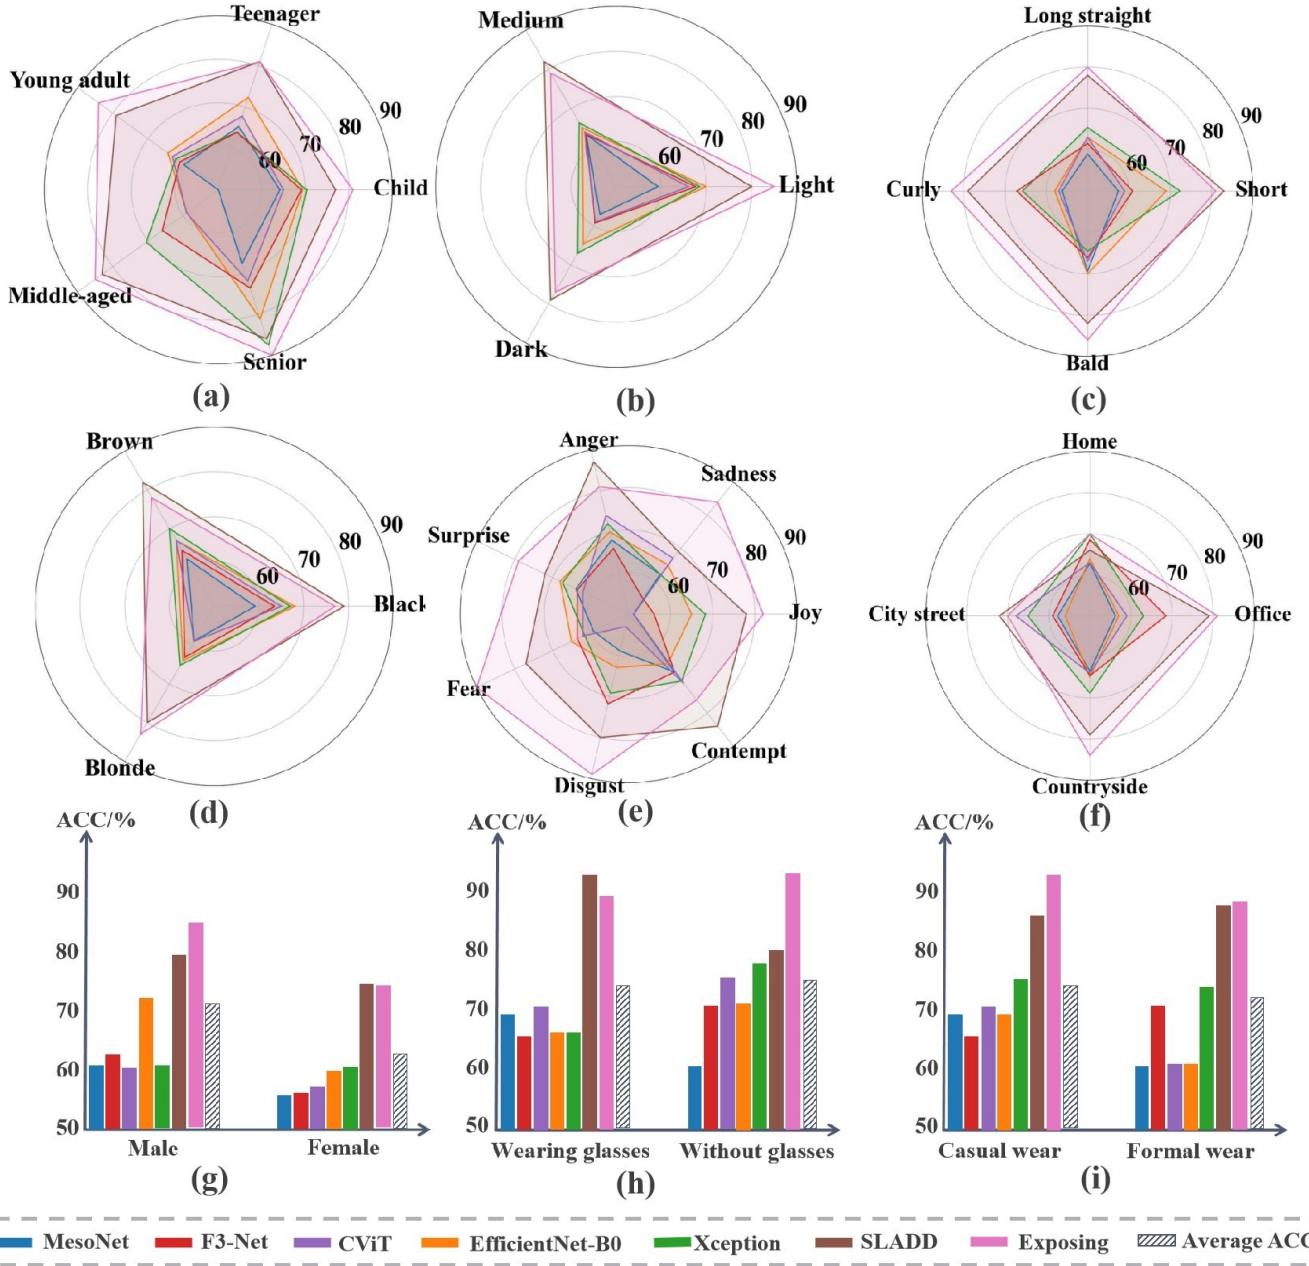 Teenager
Young adult
90
80
70
60
Child
Middle-aged
Senior
(a)
Medium
90
80
70
60
Light
Dark
(b)
Long straight
90
80
70
60
Curly
Short
Bald
(c)
Brown
90
80
70
60
Black
Blonde
(d)
Anger
Sadness
Surprise
90
80
70
60
Joy
Fear
Contempt
Disgust
(e)
Home
90
80
70
60
City street
Office
Countryside
(f)
ACC/%
90
80
70
60
50
Male
Female
(g)
ACC/%
90
80
70
60
50
Wearing glasses
Without glasses
(h)
ACC/%
90
80
70
60
50
Casual wear
Formal wear
(i)
MesoNet F3-Net CViT EfficientNet-B0 Xception SLADD Exposing Average ACC